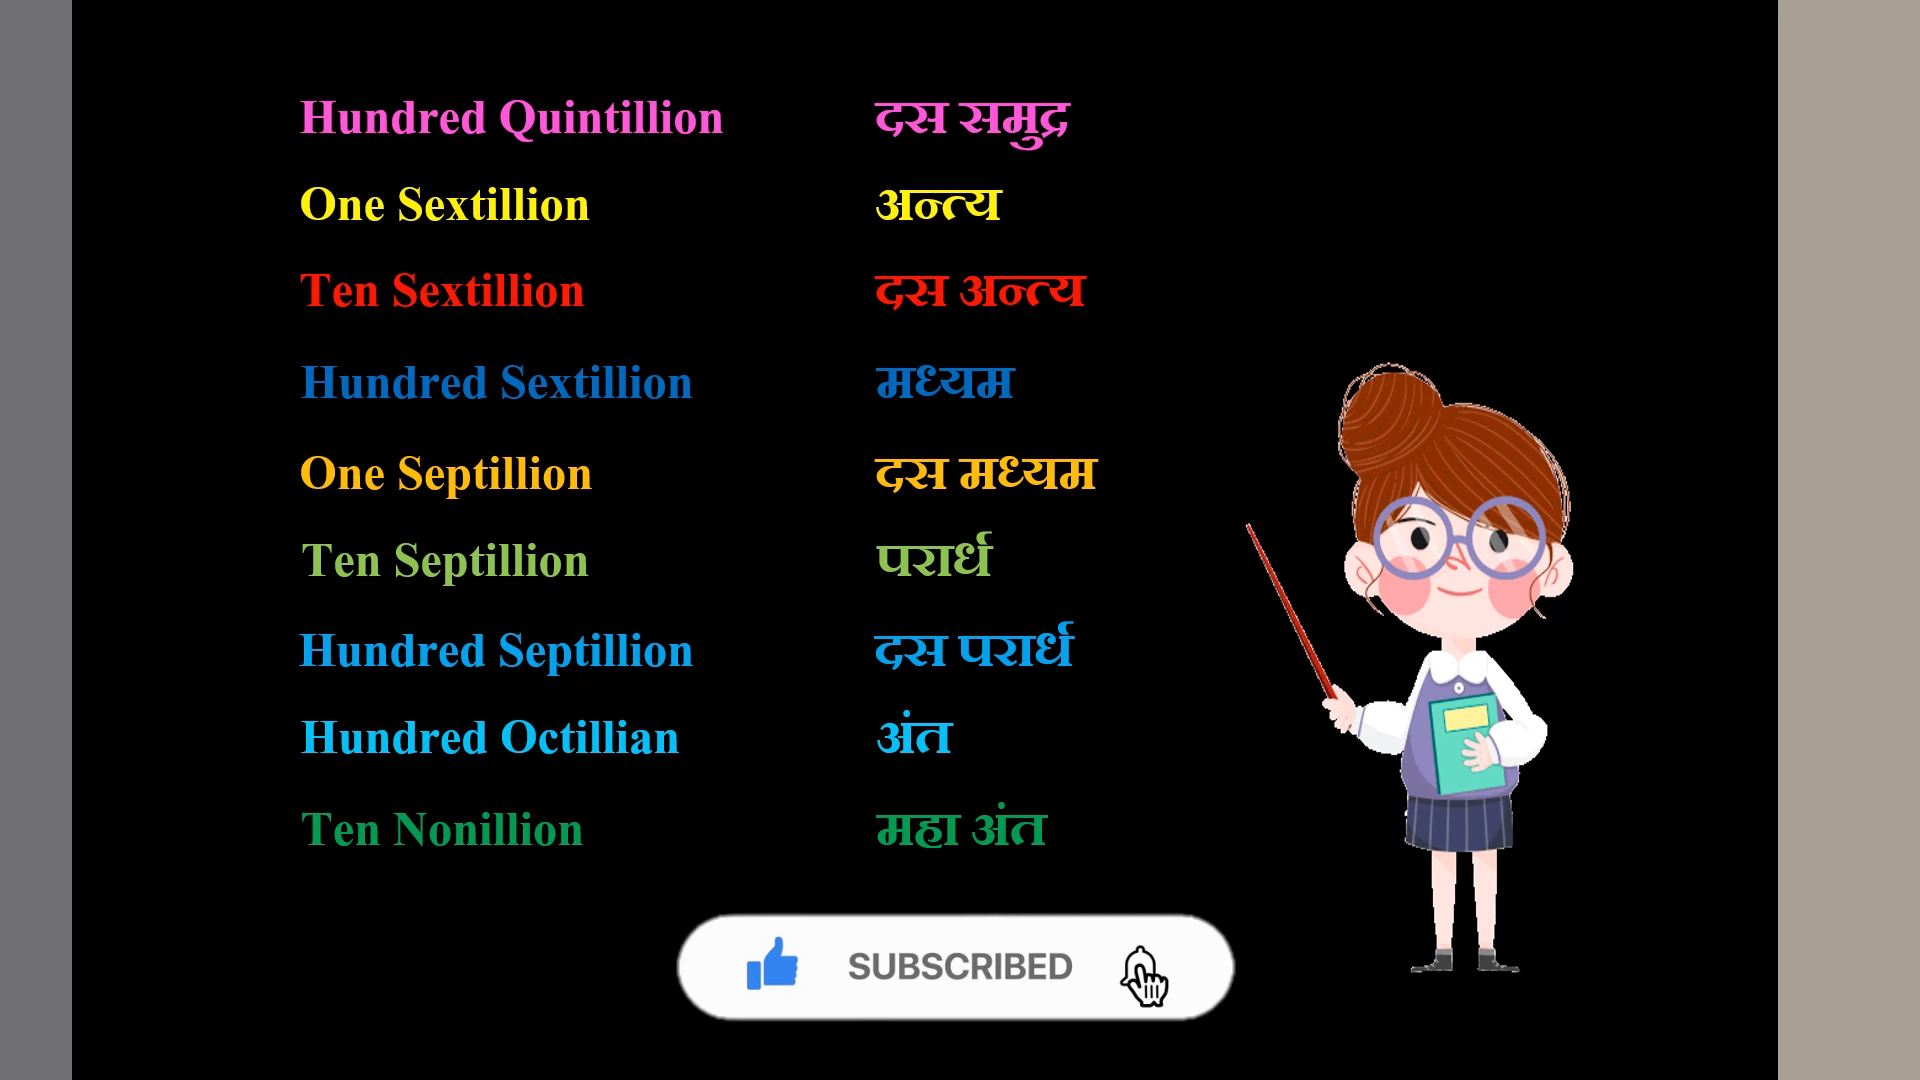 Hundred Quintillion दस समुद्र
One Sextillion अन्त्य
Ten Sextillion दस अन्त्य
Hundred Sextillion मध्यम
One Septillion दस मध्यम
Ten Septillion परार्ध
Hundred Septillion दस परार्ध
Hundred Octillian अंत
Ten Nonillion महा अंत
SUBSCRIBED